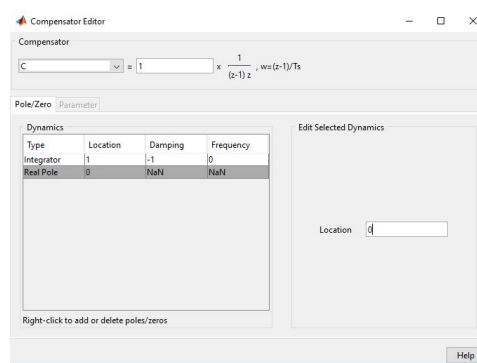 Compensator Editor
Compensator
C = 1 x 1 / (z-1) z , w=(z-1)/Ts
Pole/Zero Parameter
Dynamics
Edit Selected Dynamics
Type Location Damping Frequency
Integrator 1 -1 0
Real Pole 0 NaN NaN
Location 0
Right-click to add or delete poles/zeros
Help